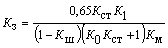 K_з = 0,65K_ст K_1 / ((1 − K_ш)(K_0 K_ст + 1)K_м)